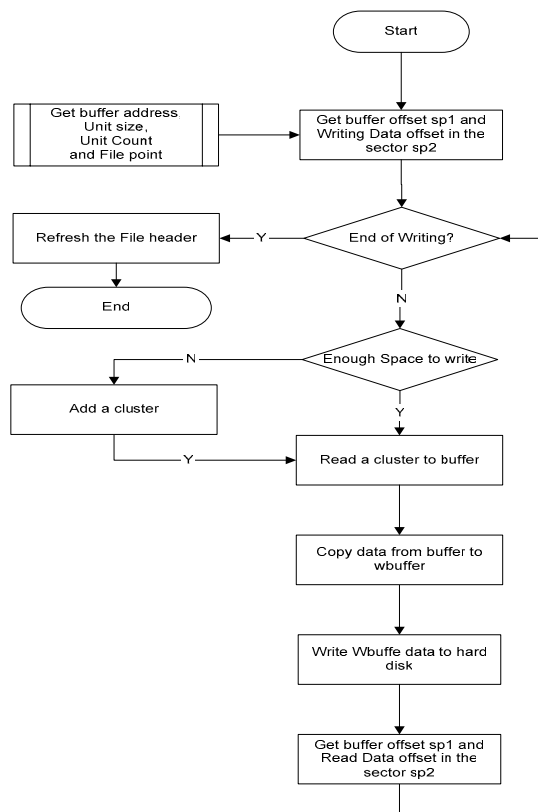 Start
Get buffer address
Unit size,
Unit Count
and File point
Get buffer offset sp1 and
Writing Data offset in the
sector sp2
Refresh the File header
Y
End of Writing?
End
N
N
Enough Space to write
Add a cluster
Y
Y
Read a cluster to buffer
Copy data from buffer to
wbuffer
Write Wbuffe data to hard
disk
Get buffer offset sp1 and
Read Data offset in the
sector sp2